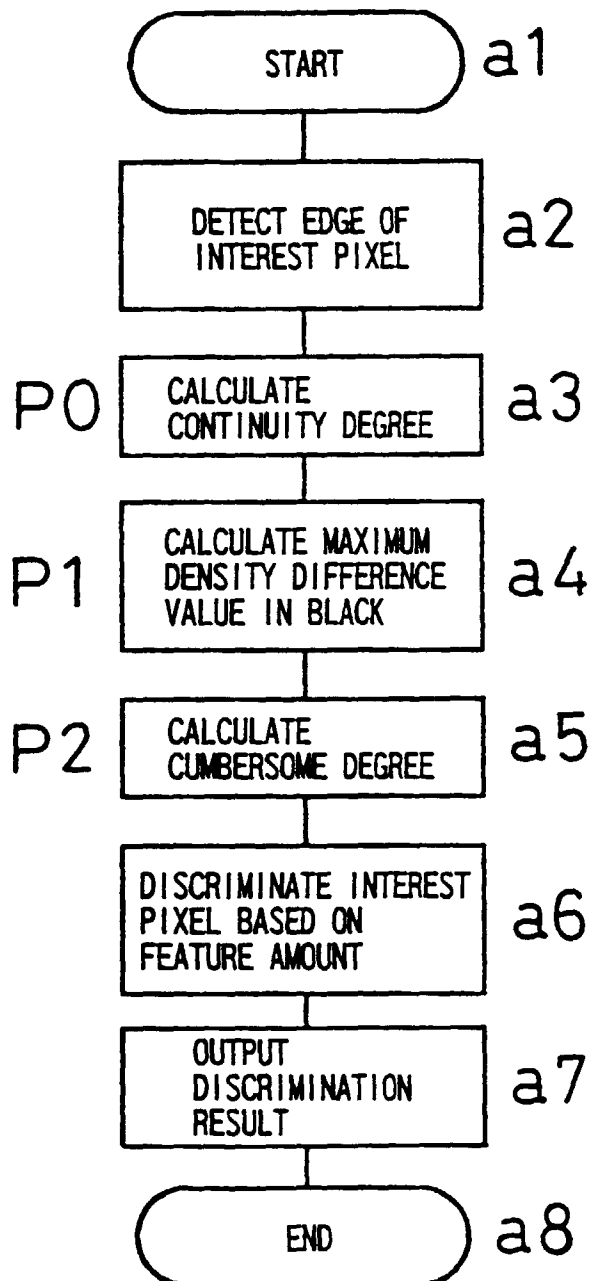 START a1
DETECT EDGE OF
INTEREST PIXEL
a2
P0
CALCULATE
CONTINUITY DEGREE
a3
P1
CALCULATE MAXIMUM
DENSITY DIFFERENCE
VALUE IN BLACK
a4
P2
CALCULATE
CUMBERSOME DEGREE
a5
DISCRIMINATE INTEREST
PIXEL BASED ON
FEATURE AMOUNT
a6
OUTPUT
DISCRIMINATION
RESULT
a7
END a8